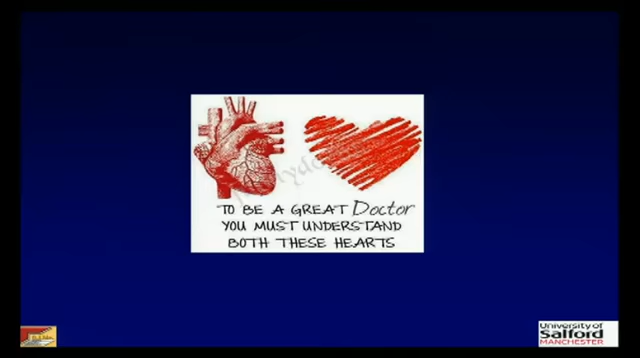 TO BE A GREAT Doctor
YOU MUST UNDERSTAND
BOTH THESE HEARTS
University of
Salford
MANCHESTER